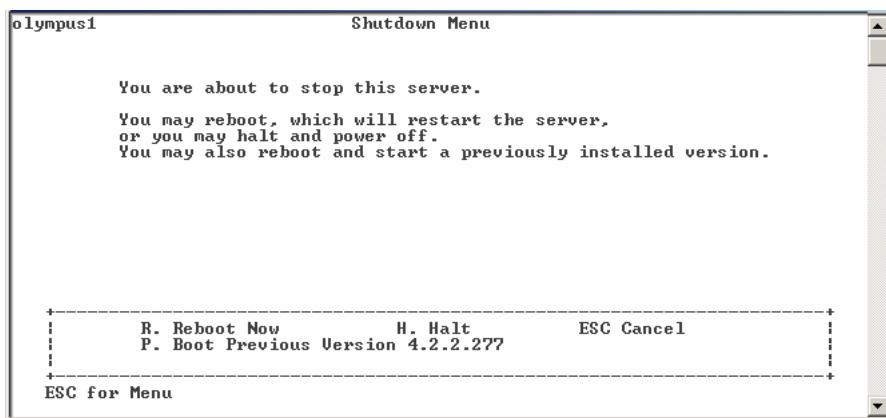 olympus1 Shutdown Menu
You are about to stop this server.
You may reboot, which will restart the server,
or you may halt and power off.
You may also reboot and start a previously installed version.
R. Reboot Now H. Halt ESC Cancel
P. Boot Previous Version 4.2.2.277
ESC for Menu